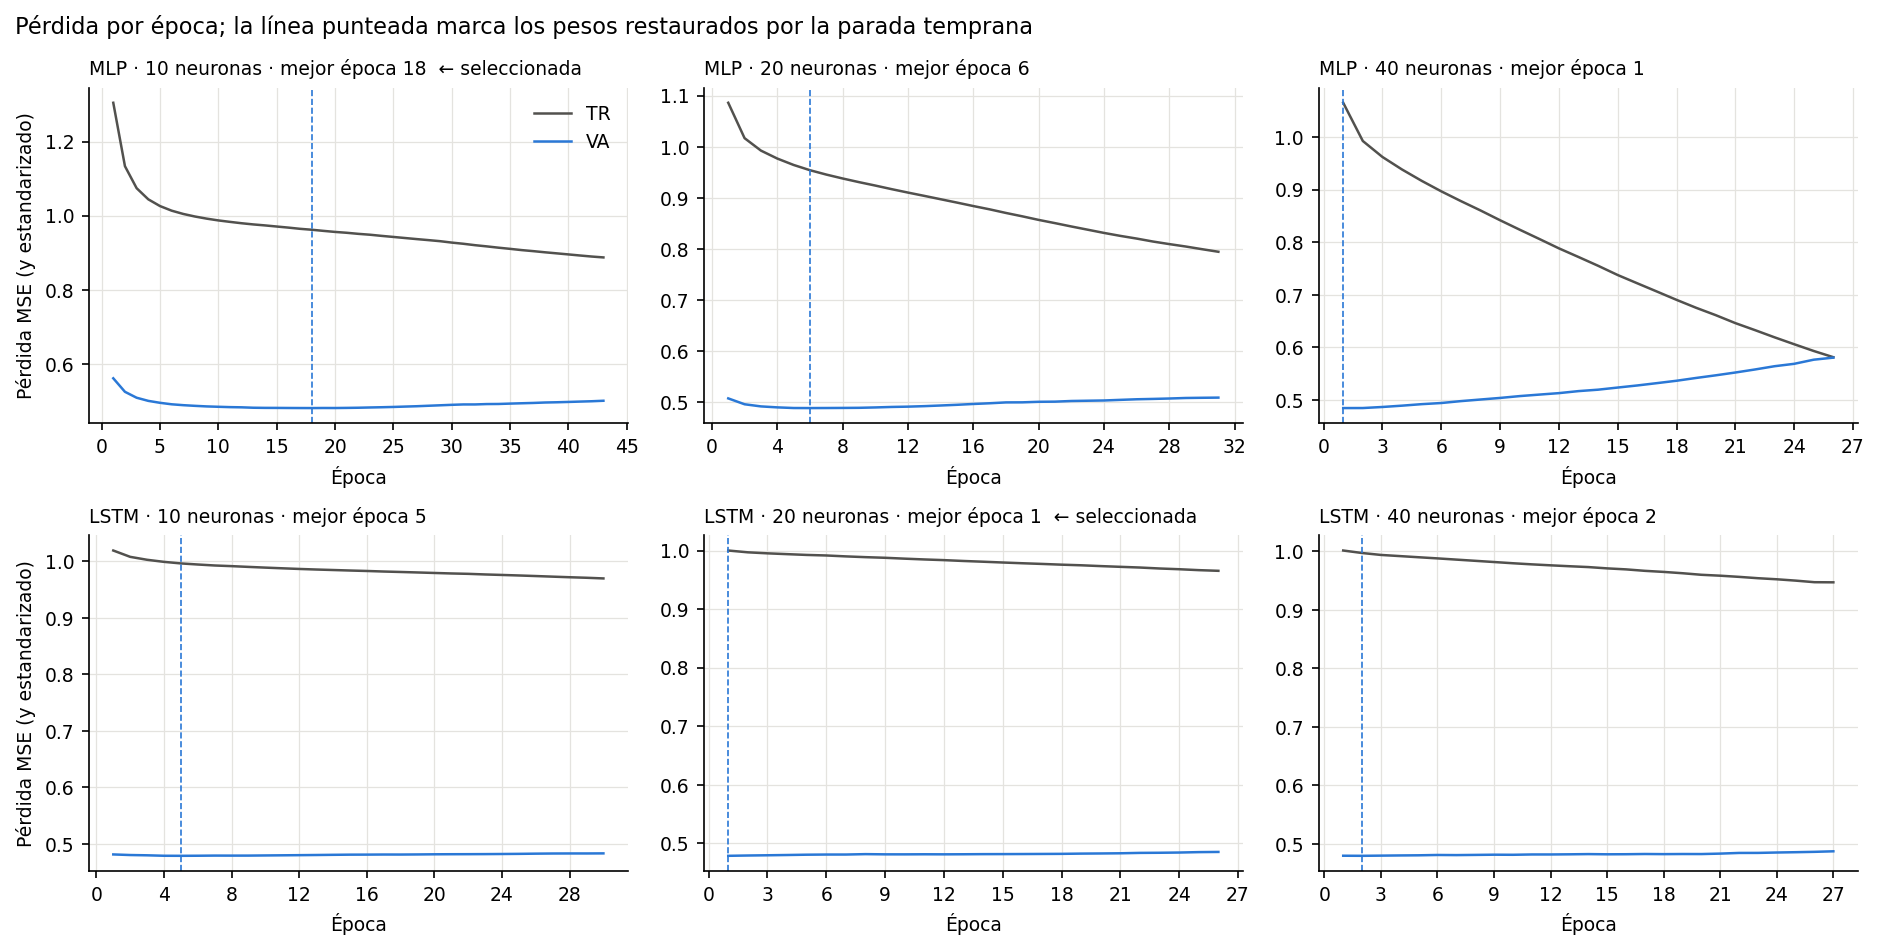 Pérdida por época; la línea punteada marca los pesos restaurados por la parada temprana
MLP · 10 neuronas · mejor época 18 ← seleccionada
MLP · 20 neuronas · mejor época 6
MLP · 40 neuronas · mejor época 1
Pérdida MSE (y estandarizado)
1.2
1.0
0.8
0.6
TR
VA
0 5 10 15 20 25 30 35 40 45
Época
1.1
1.0
0.9
0.8
0.7
0.6
0.5
0 4 8 12 16 20 24 28 32
Época
1.0
0.9
0.8
0.7
0.6
0.5
0 3 6 9 12 15 18 21 24 27
Época
LSTM · 10 neuronas · mejor época 5
LSTM · 20 neuronas · mejor época 1 ← seleccionada
LSTM · 40 neuronas · mejor época 2
Pérdida MSE (y estandarizado)
1.0
0.9
0.8
0.7
0.6
0.5
0 4 8 12 16 20 24 28
Época
1.0
0.9
0.8
0.7
0.6
0.5
0 3 6 9 12 15 18 21 24 27
Época
1.0
0.9
0.8
0.7
0.6
0.5
0 3 6 9 12 15 18 21 24 27
Época